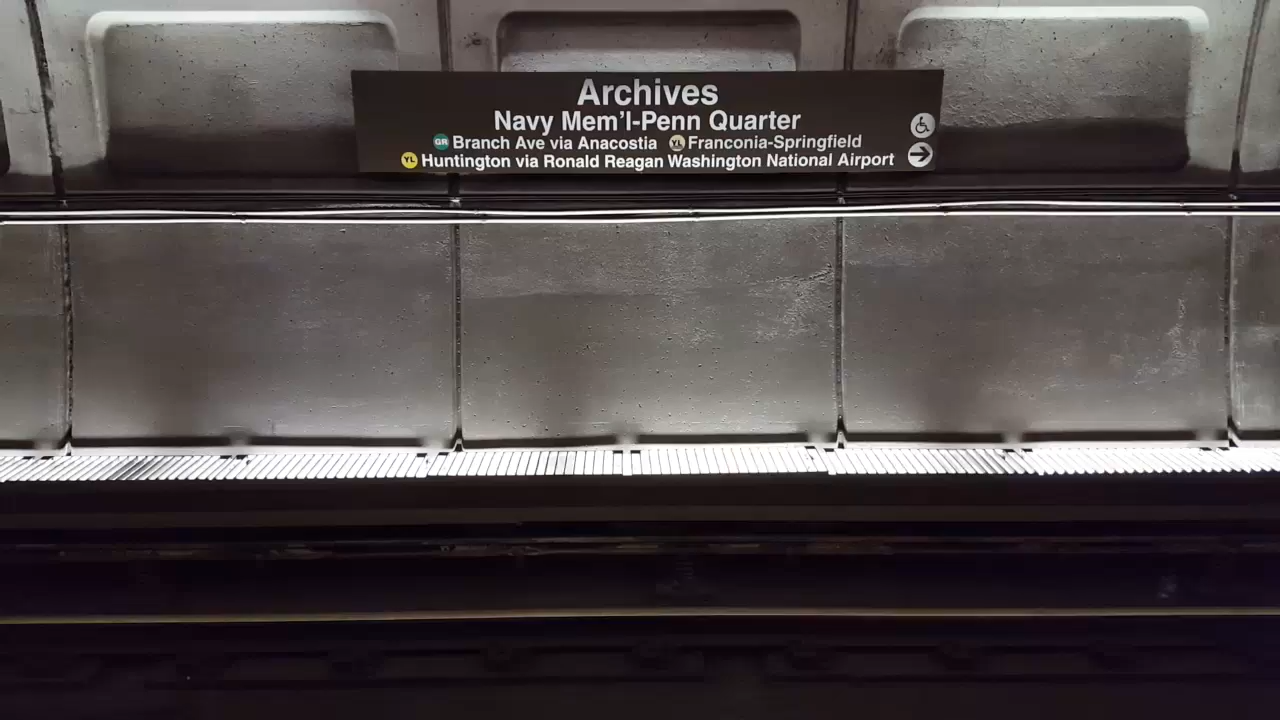 Archives
Navy Mem'l-Penn Quarter
GR Branch Ave via Anacostia YL Franconia-Springfield
YL Huntington via Ronald Reagan Washington National Airport